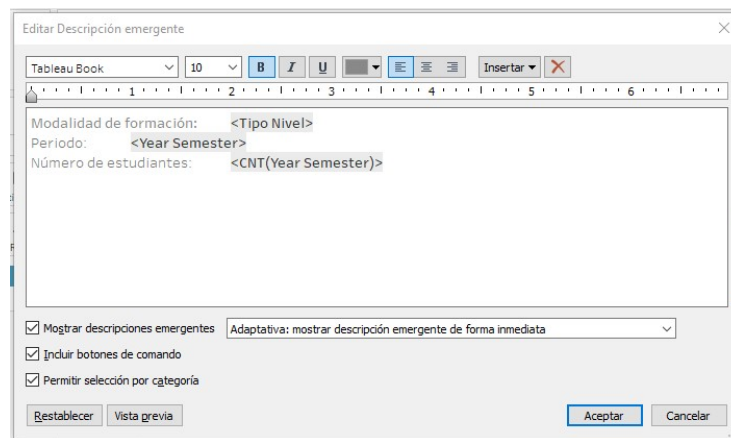 Editar Descripción emergente
Tableau Book 10 B I U Insertar
1 2 3 4 5 6
Modalidad de formación: <Tipo Nivel>
Periodo: <Year Semester>
Número de estudiantes: <CNT(Year Semester)>
Mostrar descripciones emergentes Adaptativa: mostrar descripción emergente de forma inmediata
Incluir botones de comando
Permitir selección por categoría
Restablecer Vista previa Aceptar Cancelar